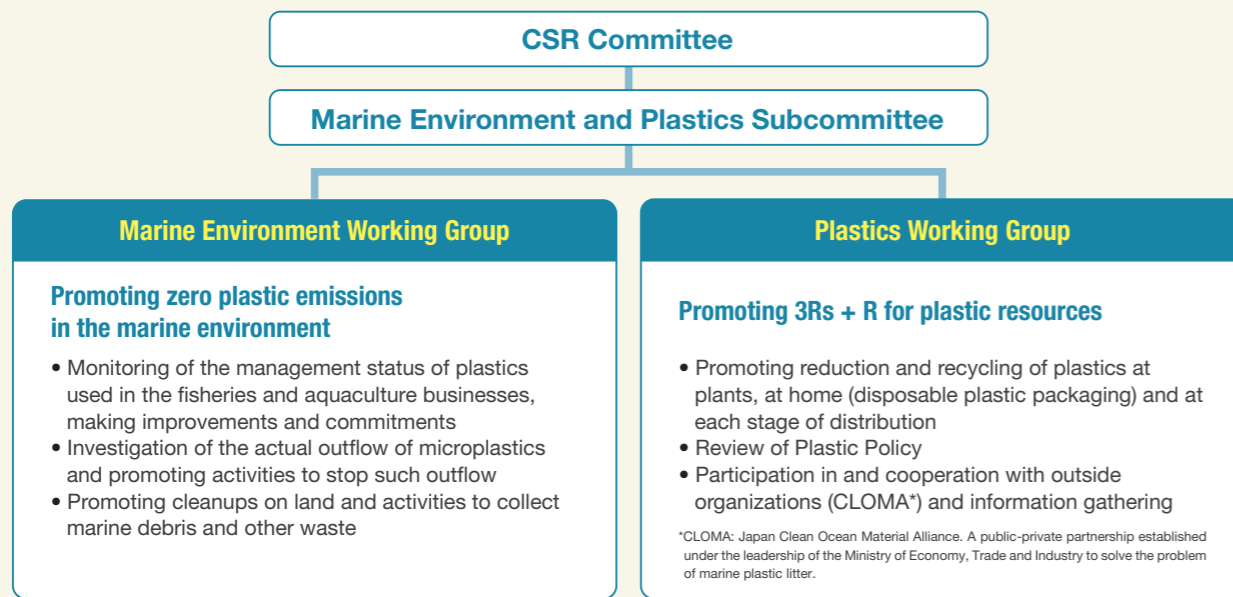 CSR Committee
Marine Environment and Plastics Subcommittee
Marine Environment Working Group
Promoting zero plastic emissions
in the marine environment
• Monitoring of the management status of plastics
used in the fisheries and aquaculture businesses,
making improvements and commitments
• Investigation of the actual outflow of microplastics
and promoting activities to stop such outflow
• Promoting cleanups on land and activities to collect
marine debris and other waste
Plastics Working Group
Promoting 3Rs + R for plastic resources
• Promoting reduction and recycling of plastics at
plants, at home (disposable plastic packaging) and at
each stage of distribution
• Review of Plastic Policy
• Participation in and cooperation with outside
organizations (CLOMA*) and information gathering
*CLOMA: Japan Clean Ocean Material Alliance. A public-private partnership established
under the leadership of the Ministry of Economy, Trade and Industry to solve the problem
of marine plastic litter.